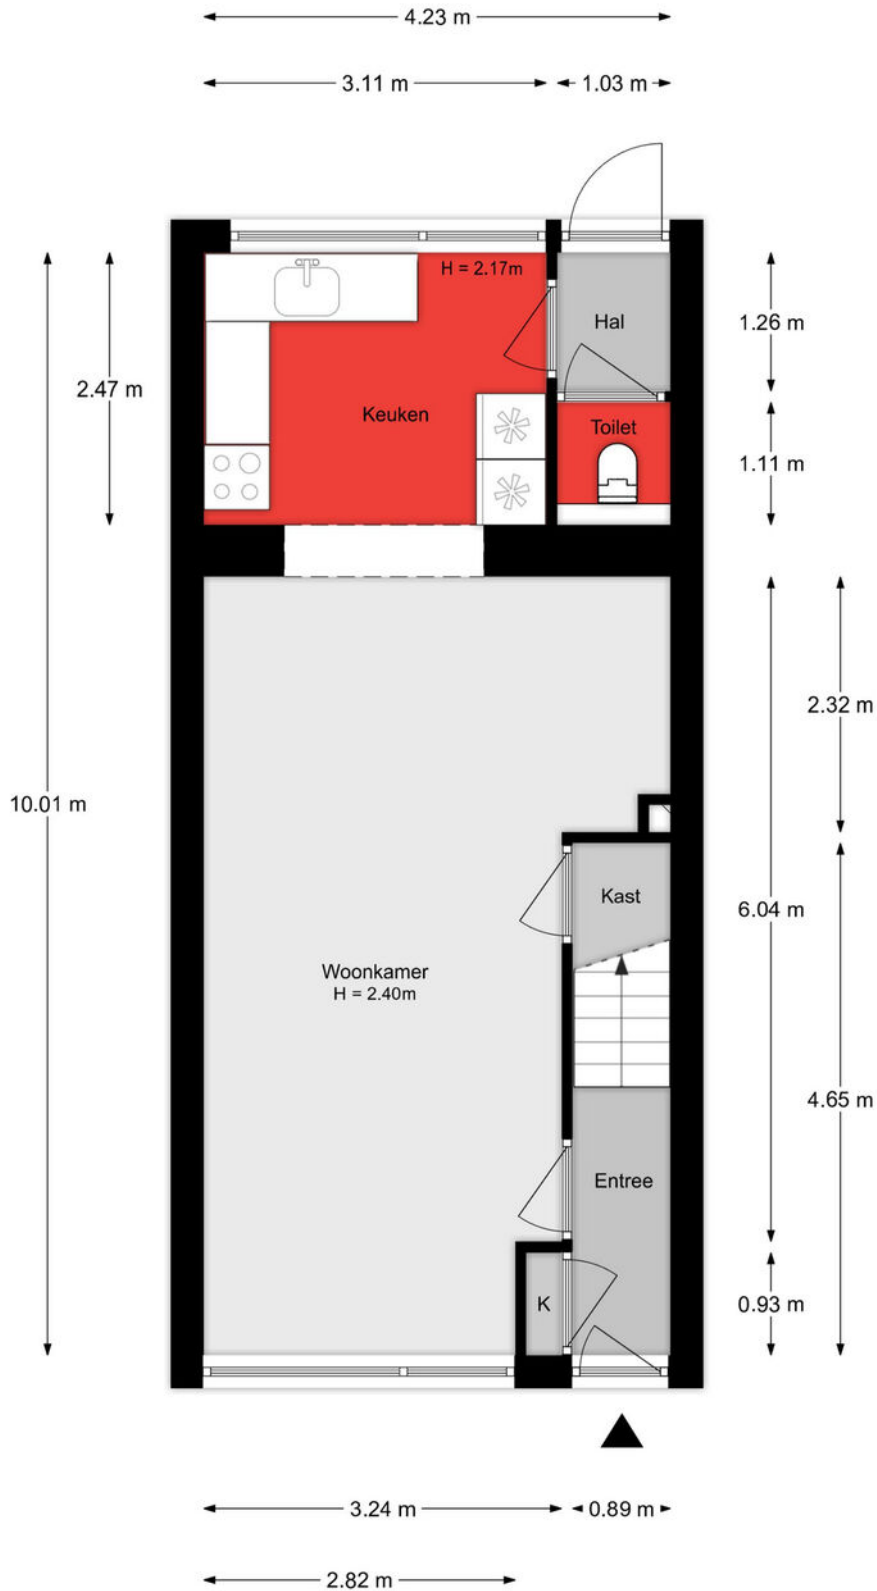 4.23 m
3.11 m
1.03 m
H = 2.17m
Hal
1.26 m
2.47 m
Keuken
Toilet
1.11 m
2.32 m
10.01 m
Kast
6.04 m
Woonkamer
H = 2.40m
4.65 m
Entree
K
0.93 m
3.24 m
0.89 m
2.82 m